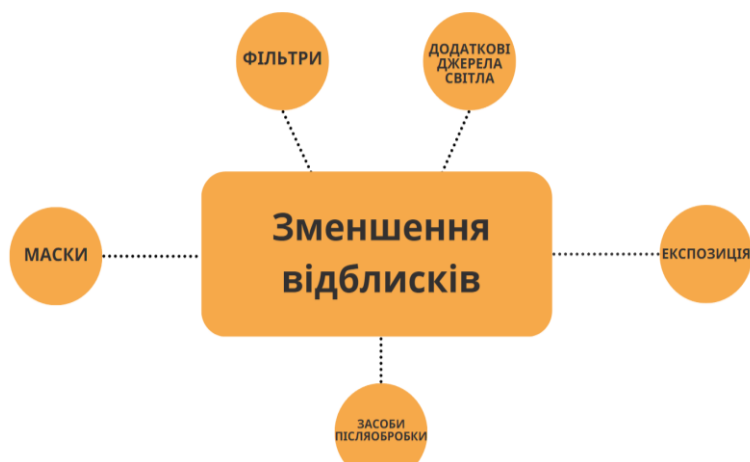 ФІЛЬТРИ
ДОДАТКОВІ
ДЖЕРЕЛА
СВІТЛА
Зменшення
відблисків
МАСКИ
ЕКСПОЗИЦІЯ
ЗАСОБИ
ПІСЛЯОБРОБКИ